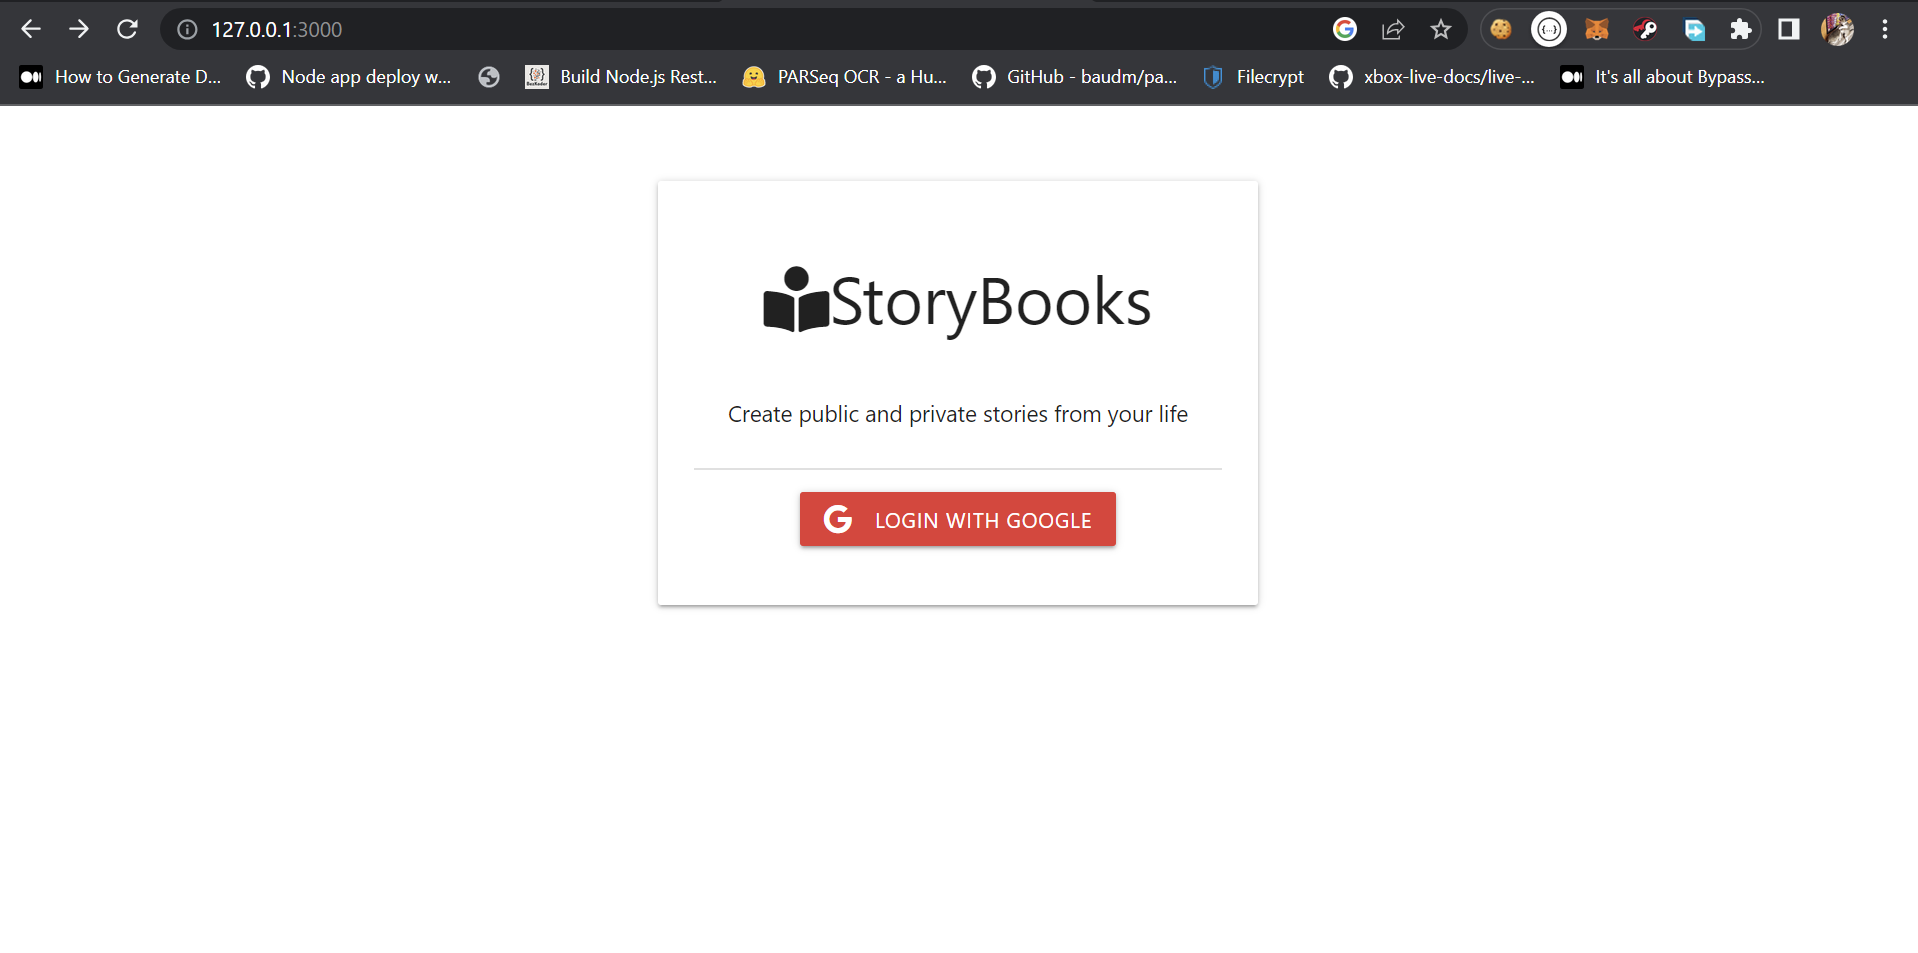 127.0.0.1:3000
How to Generate D... Node app deploy w... Build Node.js Rest... PARSeq OCR - a Hu... GitHub - baudm/pa... Filecrypt xbox-live-docs/live-... It's all about Bypass...
StoryBooks
Create public and private stories from your life
LOGIN WITH GOOGLE